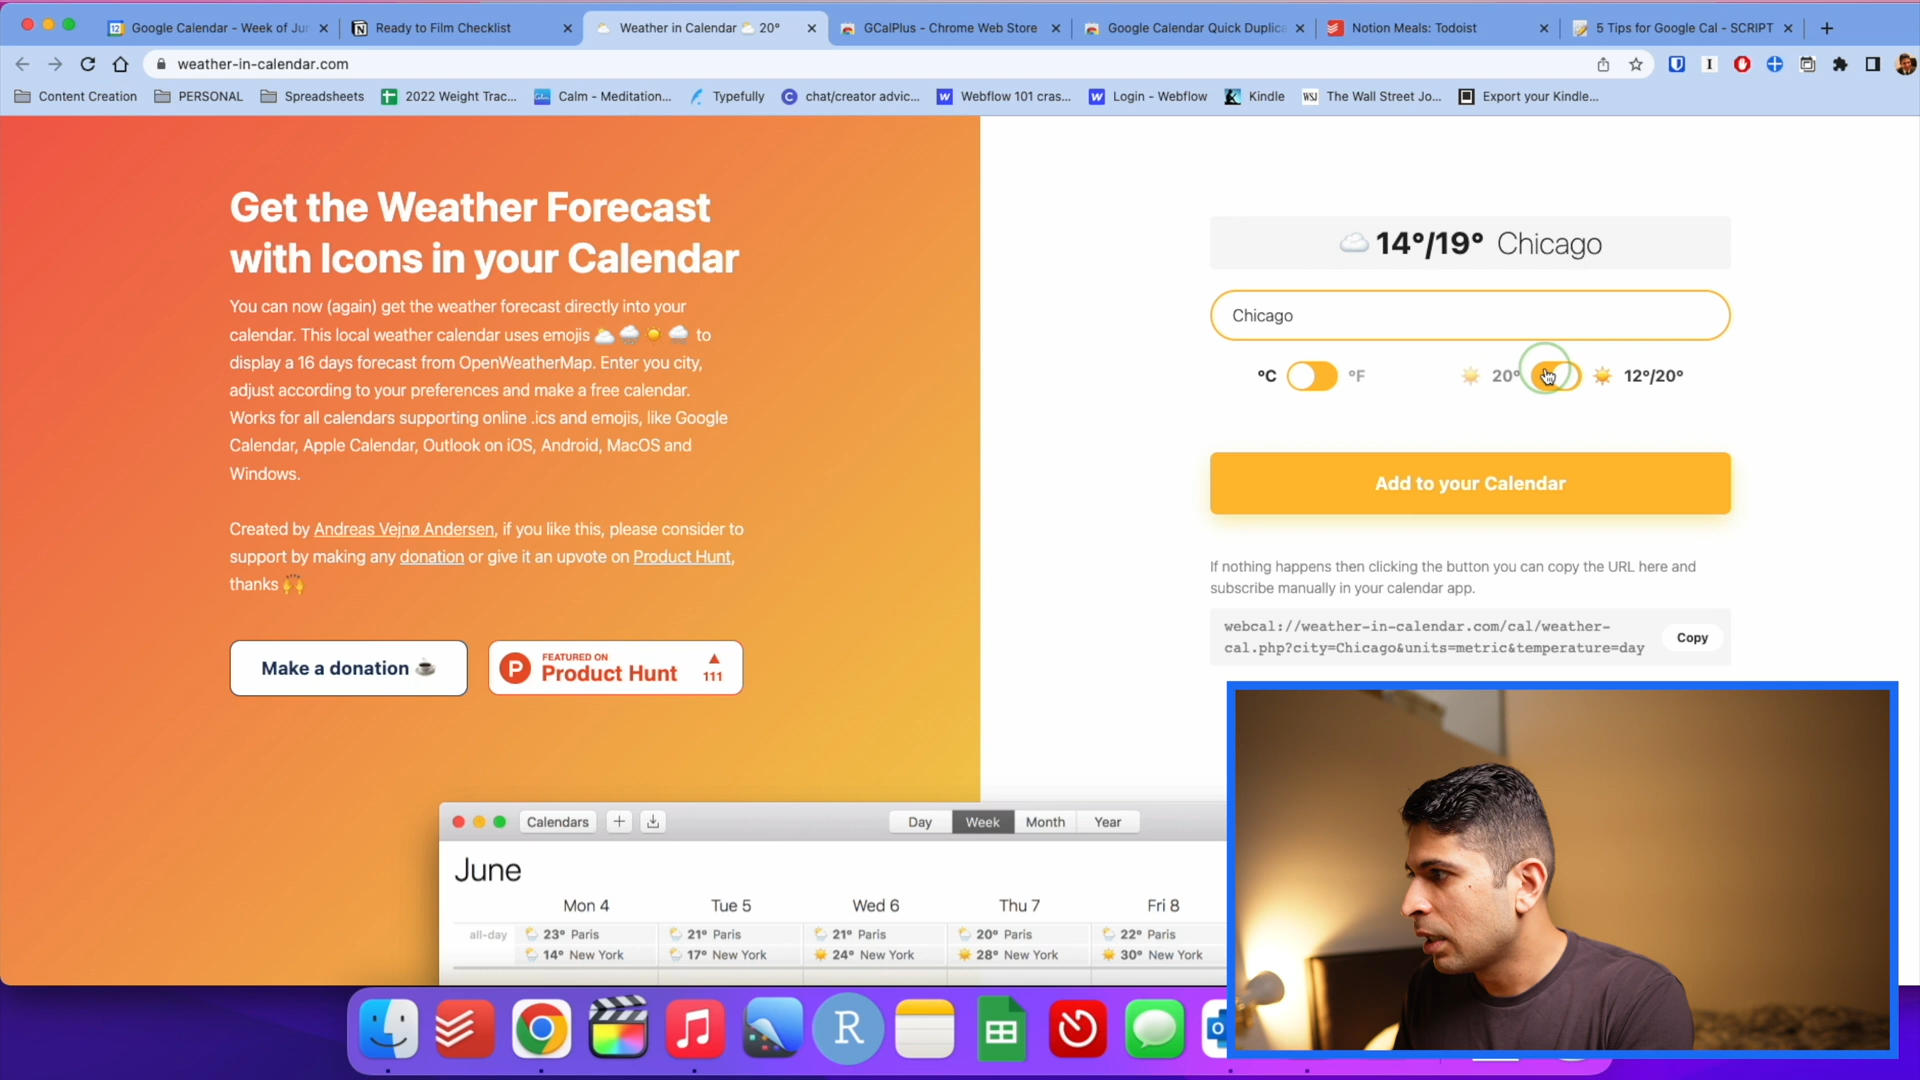 Google Calendar - Week of Ju
Ready to Film Checklist
Weather in Calendar 20°
GCalPlus - Chrome Web Store
Google Calendar Quick Duplica
Notion Meals: Todoist
5 Tips for Google Cal - SCRIPT
weather-in-calendar.com
Content Creation
PERSONAL
Spreadsheets
2022 Weight Trac...
Calm - Meditation...
Typefully
chat/creator advic...
Webflow 101 cras...
Login - Webflow
Kindle
The Wall Street Jo...
Export your Kindle...
Get the Weather Forecast
with Icons in your Calendar
You can now (again) get the weather forecast directly into your
calendar. This local weather calendar uses emojis ⛅ 🌧 ☀️ 🌧 to
display a 16 days forecast from OpenWeatherMap. Enter you city,
adjust according to your preferences and make a free calendar.
Works for all calendars supporting online .ics and emojis, like Google
Calendar, Apple Calendar, Outlook on iOS, Android, MacOS and
Windows.
Created by Andreas Vejnø Andersen, if you like this, please consider to
support by making any donation or give it an upvote on Product Hunt,
thanks 🙌
Make a donation ☕
P
FEATURED ON
Product Hunt
111
14°/19° Chicago
Chicago
°C
°F
20°
12°/20°
Add to your Calendar
If nothing happens then clicking the button you can copy the URL here and
subscribe manually in your calendar app.
webcal://weather-in-calendar.com/cal/weather-
cal.php?city=Chicago&units=metric&temperature=day
Copy
Calendars
Day
Week
Month
Year
June
Mon 4
Tue 5
Wed 6
Thu 7
Fri 8
all-day
23° Paris
21° Paris
21° Paris
20° Paris
22° Paris
14° New York
17° New York
24° New York
28° New York
30° New York
R